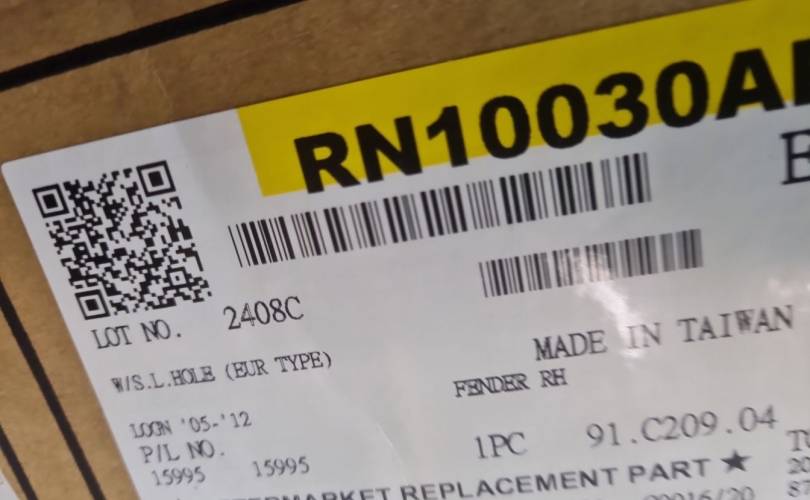 RN10030A
LOT NO. 2408C
MADE IN TAIWAN
W/S.L.HOLE (EUR TYPE)
FENDER RH
LOGN '05-'12
P/L NO.
1PC 91.C209.04
15995 15995
REPLACEMENT PART ★